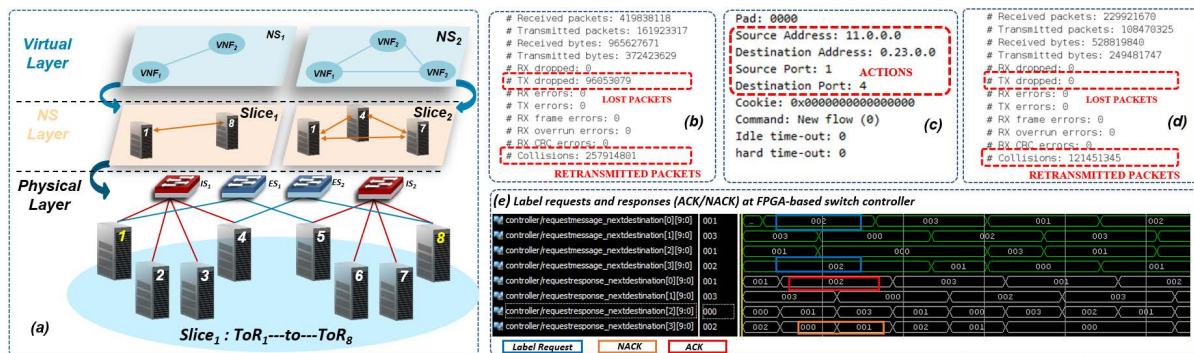 Virtual
Layer
NS1
VNF2
VNF1
NS2
VNF2
VNF1
VNF2
NS
Layer
Slice1
1
8
Slice2
1
4
7
Physical
Layer
IS1
ES1
ES2
IS2
1
4
5
8
2
3
6
7
(a)
Slice1 : ToR1---to---ToR8
# Received packets: 419838118
# Transmitted packets: 161923317
# Received bytes: 965627671
# Transmitted bytes: 372423629
# RX dropped: 0
# TX dropped: 96053079
LOST PACKETS
# RX errors: 0
# TX errors: 0
# RX frame errors: 0
# RX overrun errors: 0
# RX CRC errors: 0
# Collisions: 257914801
RETRANSMITTED PACKETS
(b)
Pad: 0000
Source Address: 11.0.0.0
Destination Address: 0.23.0.0
Source Port: 1
ACTIONS
Destination Port: 4
Cookie: 0x0000000000000000
Command: New flow (0)
Idle time-out: 0
hard time-out: 0
(c)
# Received packets: 229921670
# Transmitted packets: 108470325
# Received bytes: 528819840
# Transmitted bytes: 249481747
# RX dropped: 0
# TX dropped: 0
LOST PACKETS
# RX errors: 0
# TX errors: 0
# RX frame errors: 0
# RX overrun errors: 0
# RX CRC errors: 0
# Collisions: 121451345
RETRANSMITTED PACKETS
(d)
(e) Label requests and responses (ACK/NACK) at FPGA-based switch controller
controller/requestmessage_nextdestination[0][9:0] 001 002 003 001 002
controller/requestmessage_nextdestination[1][9:0] 003 003 000 002 003
controller/requestmessage_nextdestination[2][9:0] 001 001 000 003 001
controller/requestmessage_nextdestination[3][9:0] 002 002 001 000 001
controller/requestresponse_nextdestination[0][9:0] 001 001 002 003 001
controller/requestresponse_nextdestination[1][9:0] 003 003 000 002 003
controller/requestresponse_nextdestination[2][9:0] 000 000 001 003 001 000 003 000 001
controller/requestresponse_nextdestination[3][9:0] 002 002 000 001 002 001 000
Label Request
NACK
ACK